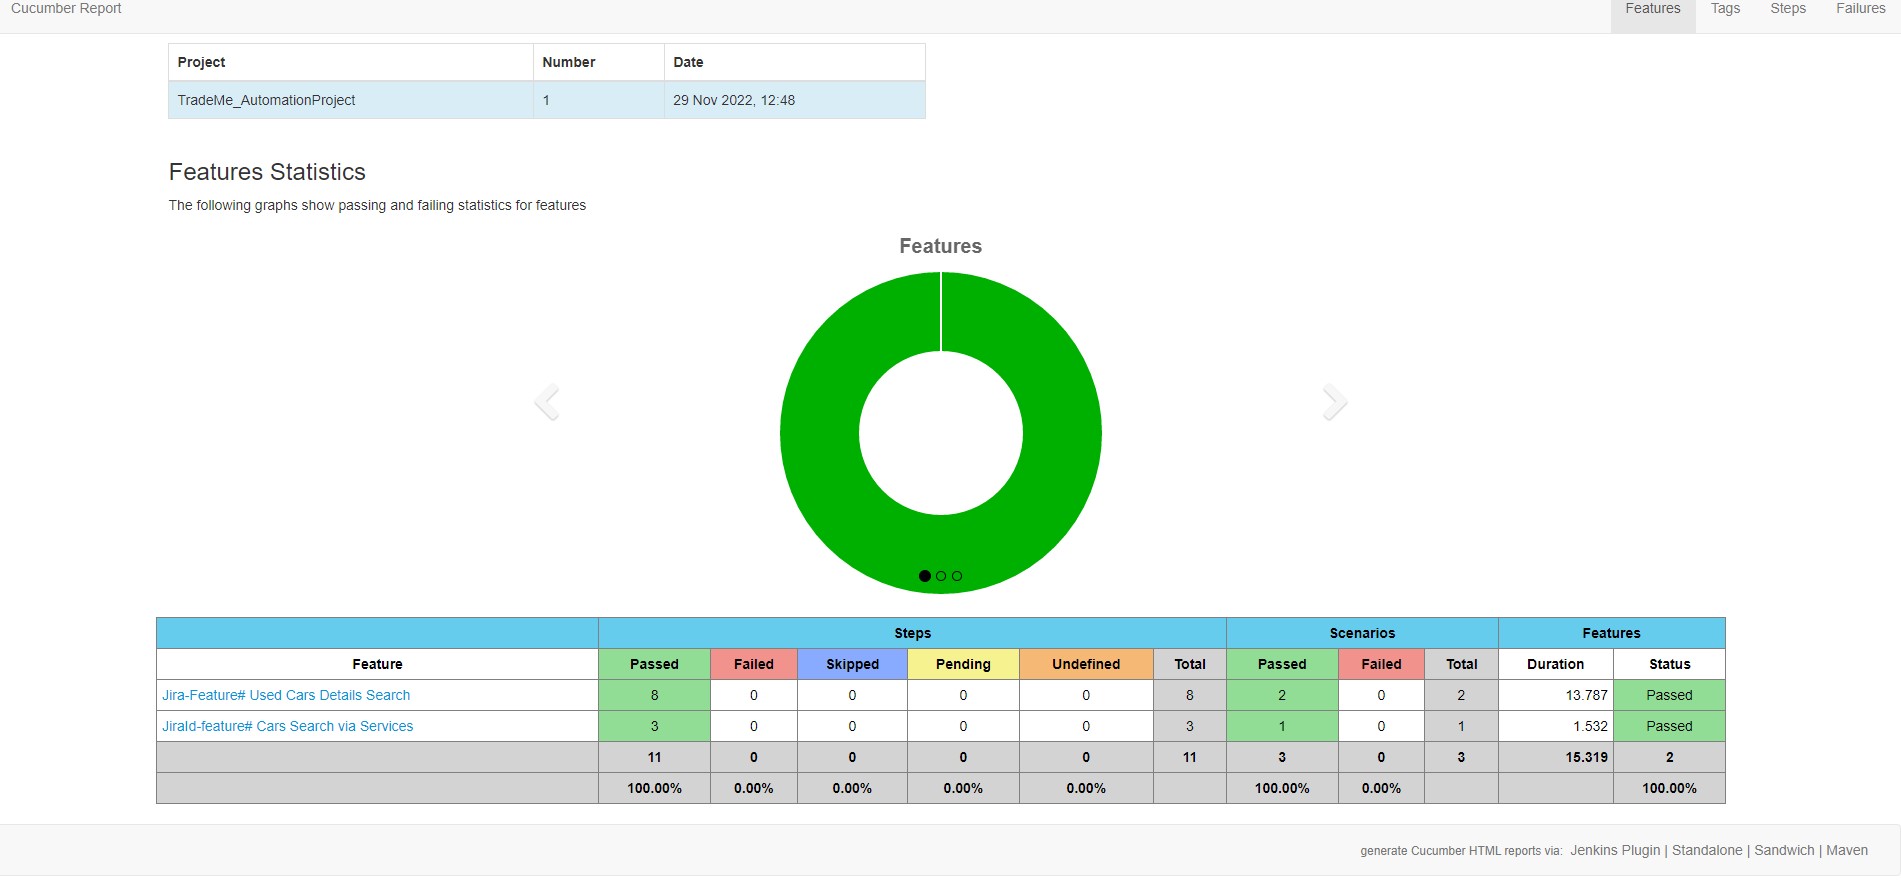 Cucumber Report Features Tags Steps Failures
Project Number Date
TradeMe_AutomationProject 1 29 Nov 2022, 12:48
Features Statistics
The following graphs show passing and failing statistics for features
Features
Steps Scenarios Features
Feature Passed Failed Skipped Pending Undefined Total Passed Failed Total Duration Status
Jira-Feature# Used Cars Details Search 8 0 0 0 0 8 2 0 2 13.787 Passed
JiraId-feature# Cars Search via Services 3 0 0 0 0 3 1 0 1 1.532 Passed
11 0 0 0 0 11 3 0 3 15.319 2
100.00% 0.00% 0.00% 0.00% 0.00% 100.00% 0.00% 100.00%
generate Cucumber HTML reports via: Jenkins Plugin | Standalone | Sandwich | Maven